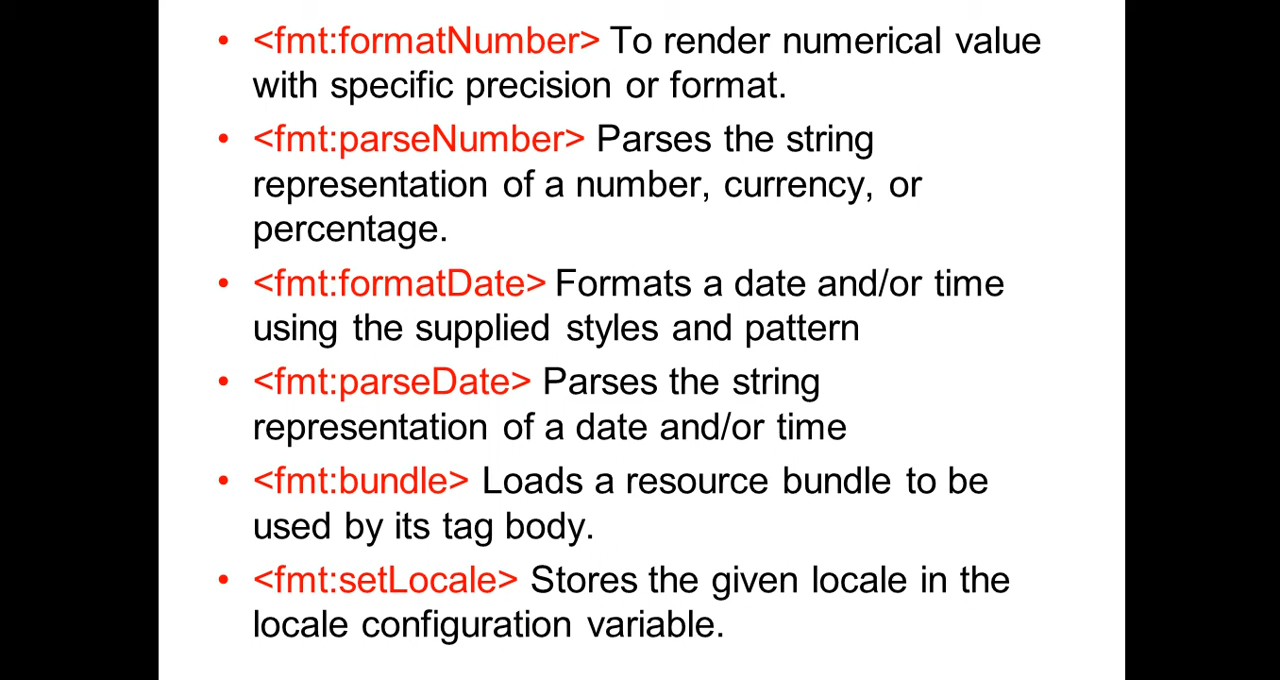 • <fmt:formatNumber> To render numerical value
with specific precision or format.
• <fmt:parseNumber> Parses the string
representation of a number, currency, or
percentage.
• <fmt:formatDate> Formats a date and/or time
using the supplied styles and pattern
• <fmt:parseDate> Parses the string
representation of a date and/or time
• <fmt:bundle> Loads a resource bundle to be
used by its tag body.
• <fmt:setLocale> Stores the given locale in the
locale configuration variable.